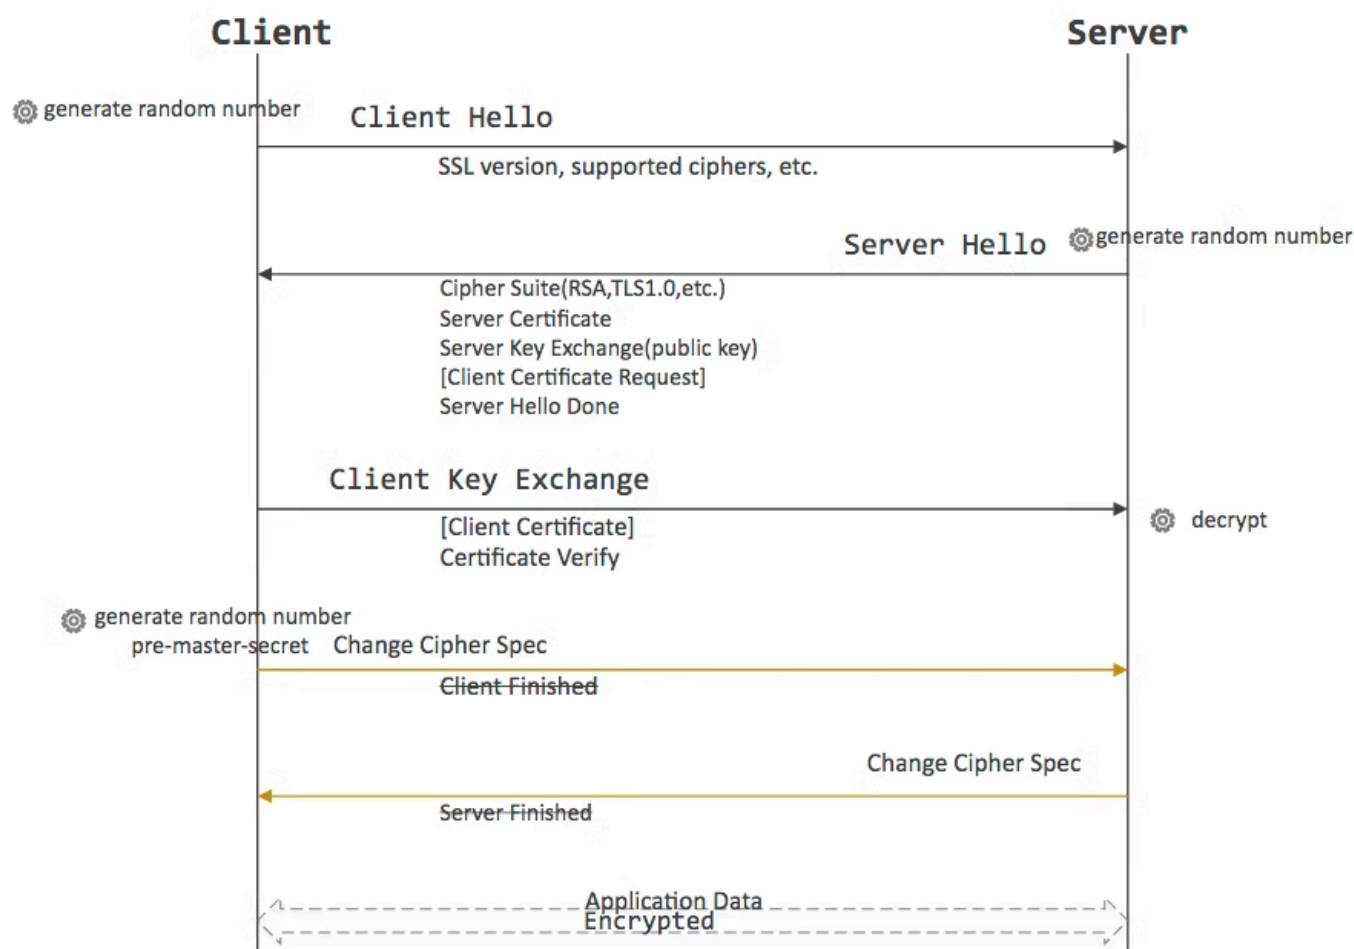 Client
Server
generate random number
Client Hello
SSL version, supported ciphers, etc.
Server Hello
generate random number
Cipher Suite(RSA,TLS1.0,etc.)
Server Certificate
Server Key Exchange(public key)
[Client Certificate Request]
Server Hello Done
Client Key Exchange
[Client Certificate]
Certificate Verify
decrypt
generate random number
pre-master-secret
Change Cipher Spec
Client Finished
Change Cipher Spec
Server Finished
Application Data
Encrypted